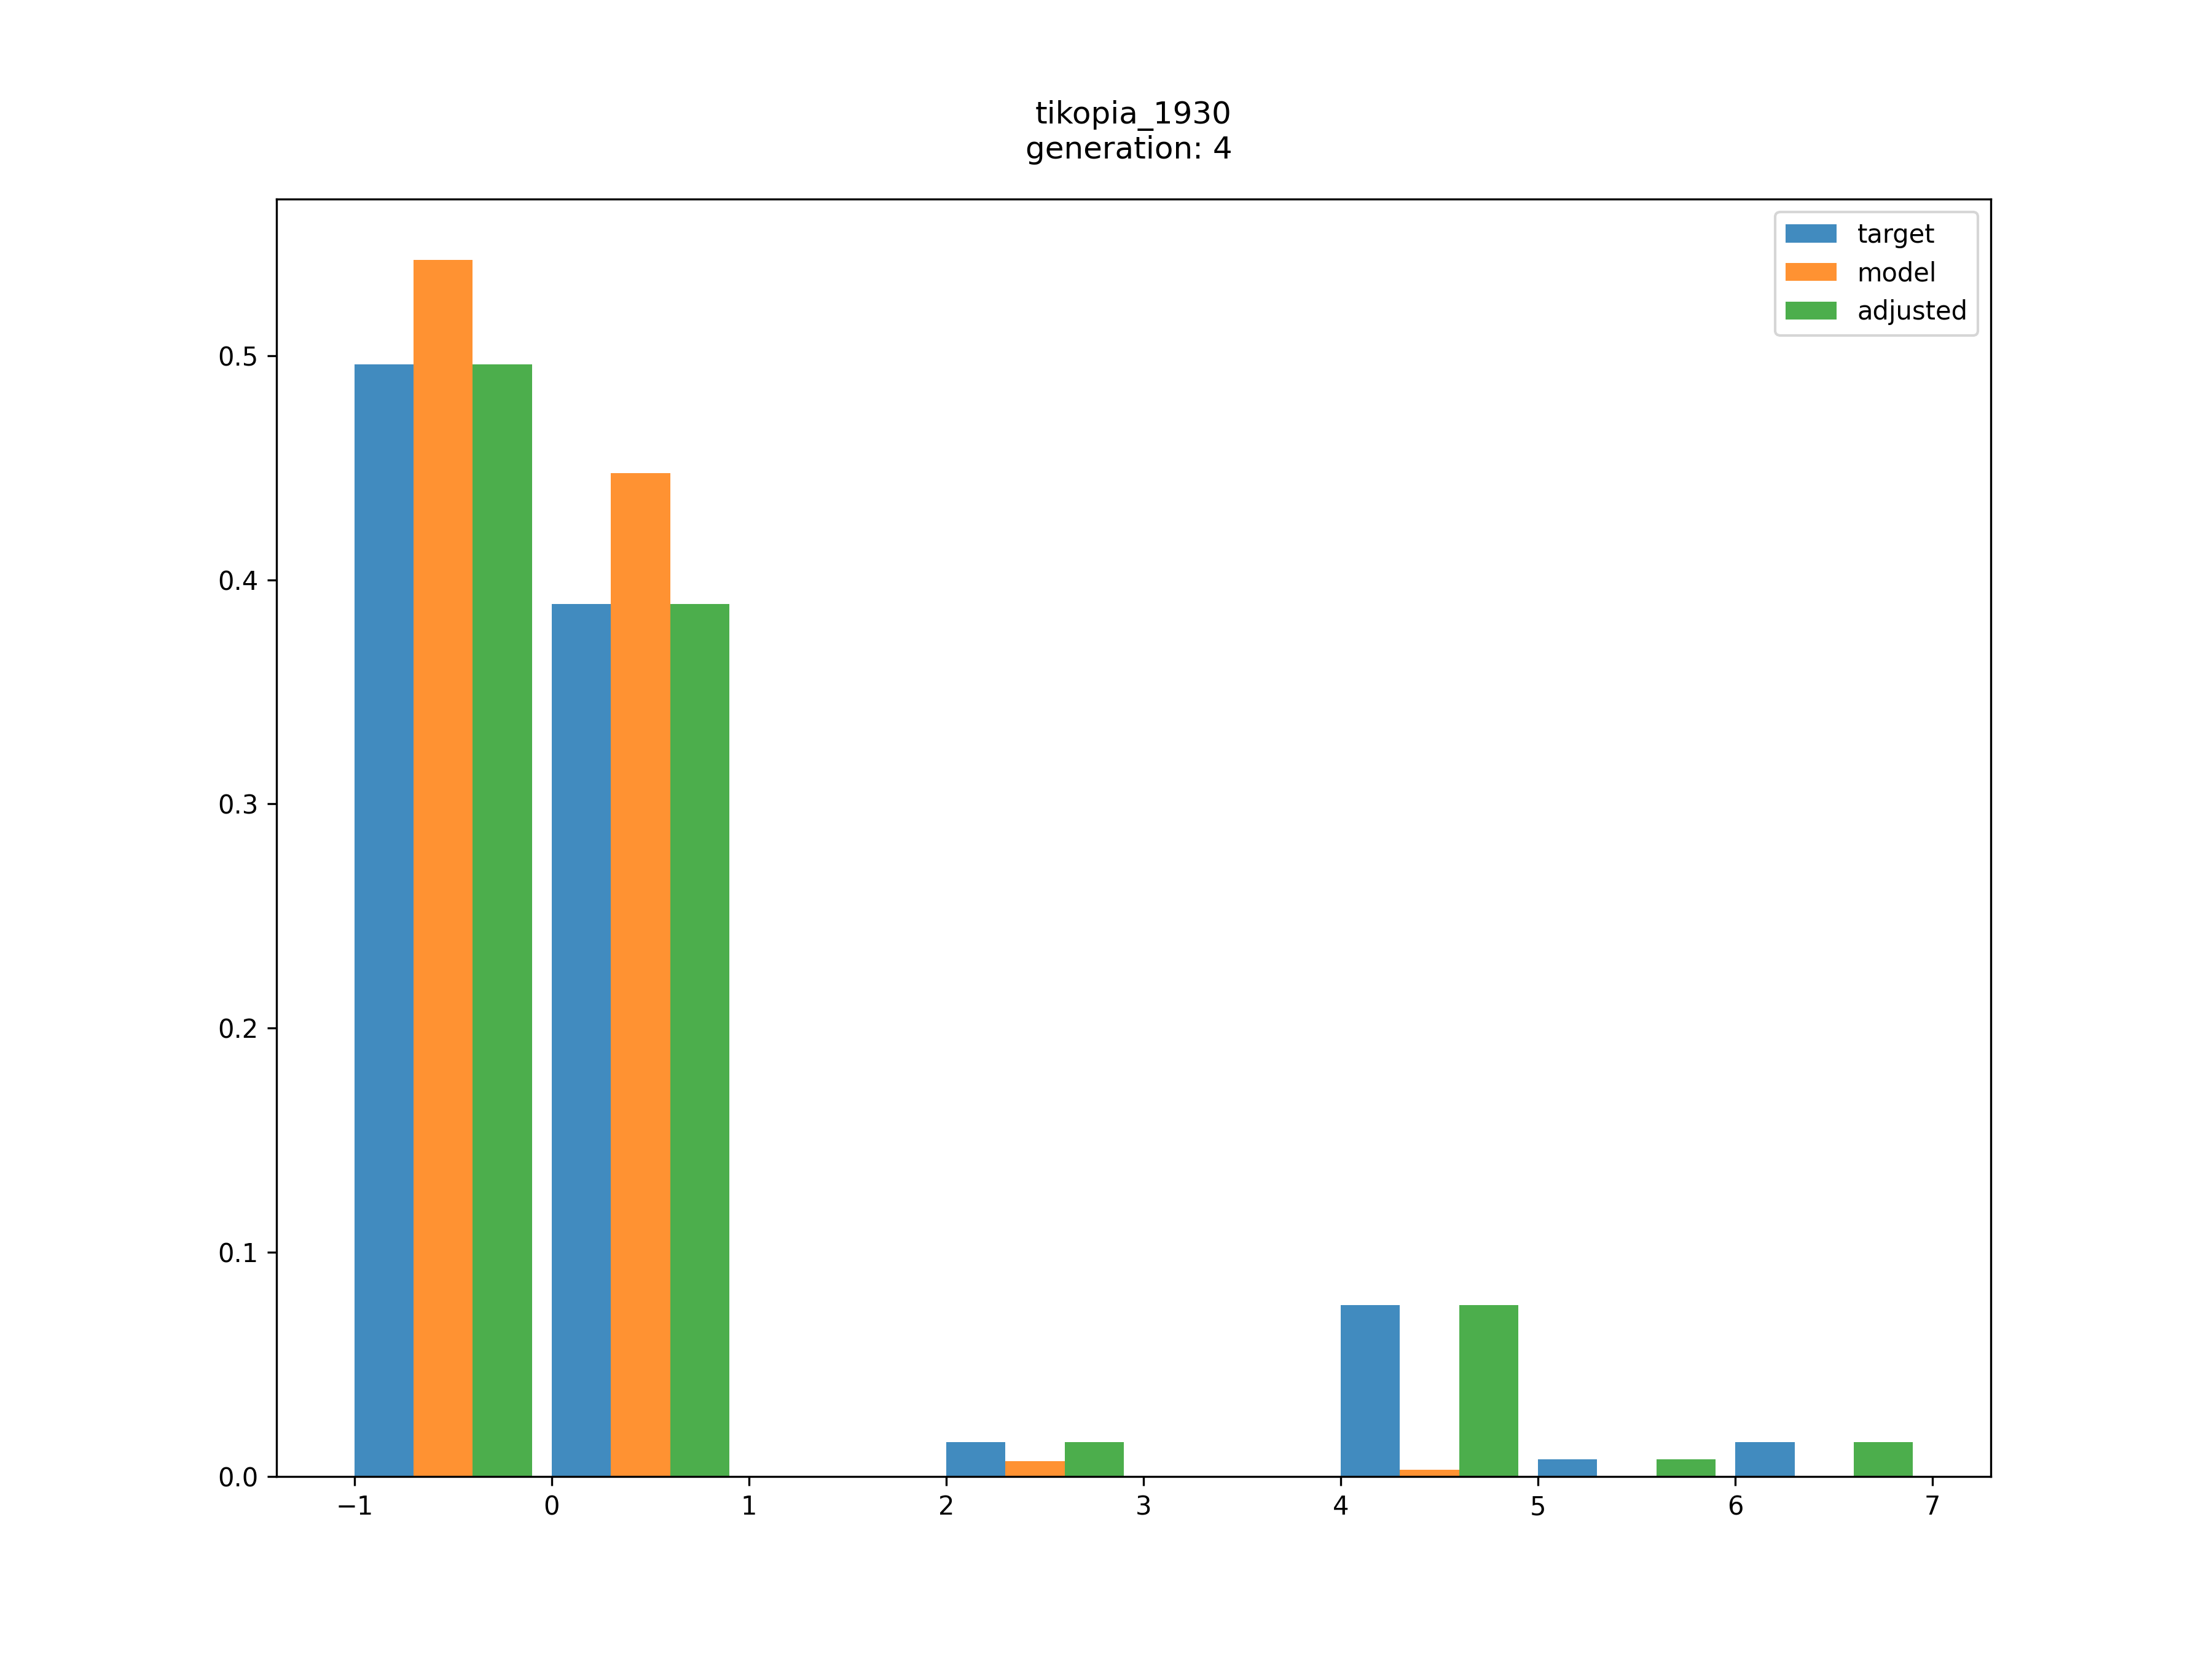 tikopia_1930
generation: 4
target
model
adjusted
0.5
0.4
0.3
0.2
0.1
0.0
−1 0 1 2 3 4 5 6 7